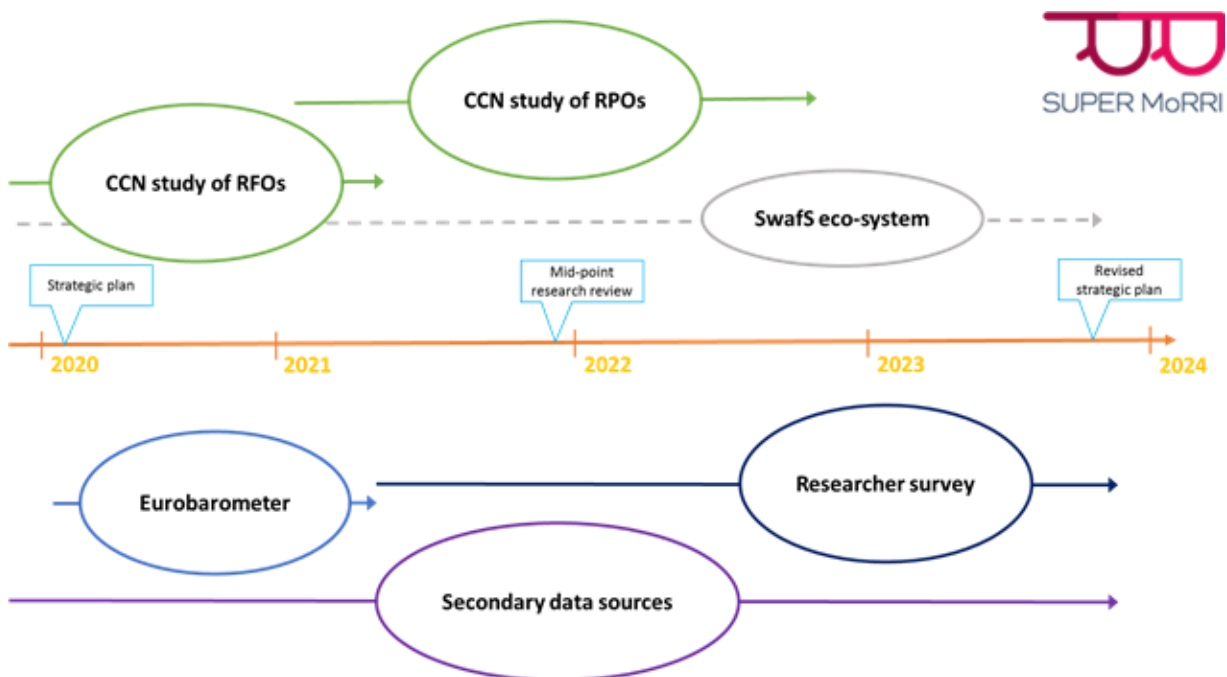 SUPER MoRRI
CCN study of RPOs
CCN study of RFOs
SwafS eco-system
Strategic plan
Mid-point
research review
Revised
strategic plan
2020
2021
2022
2023
2024
Eurobarometer
Researcher survey
Secondary data sources